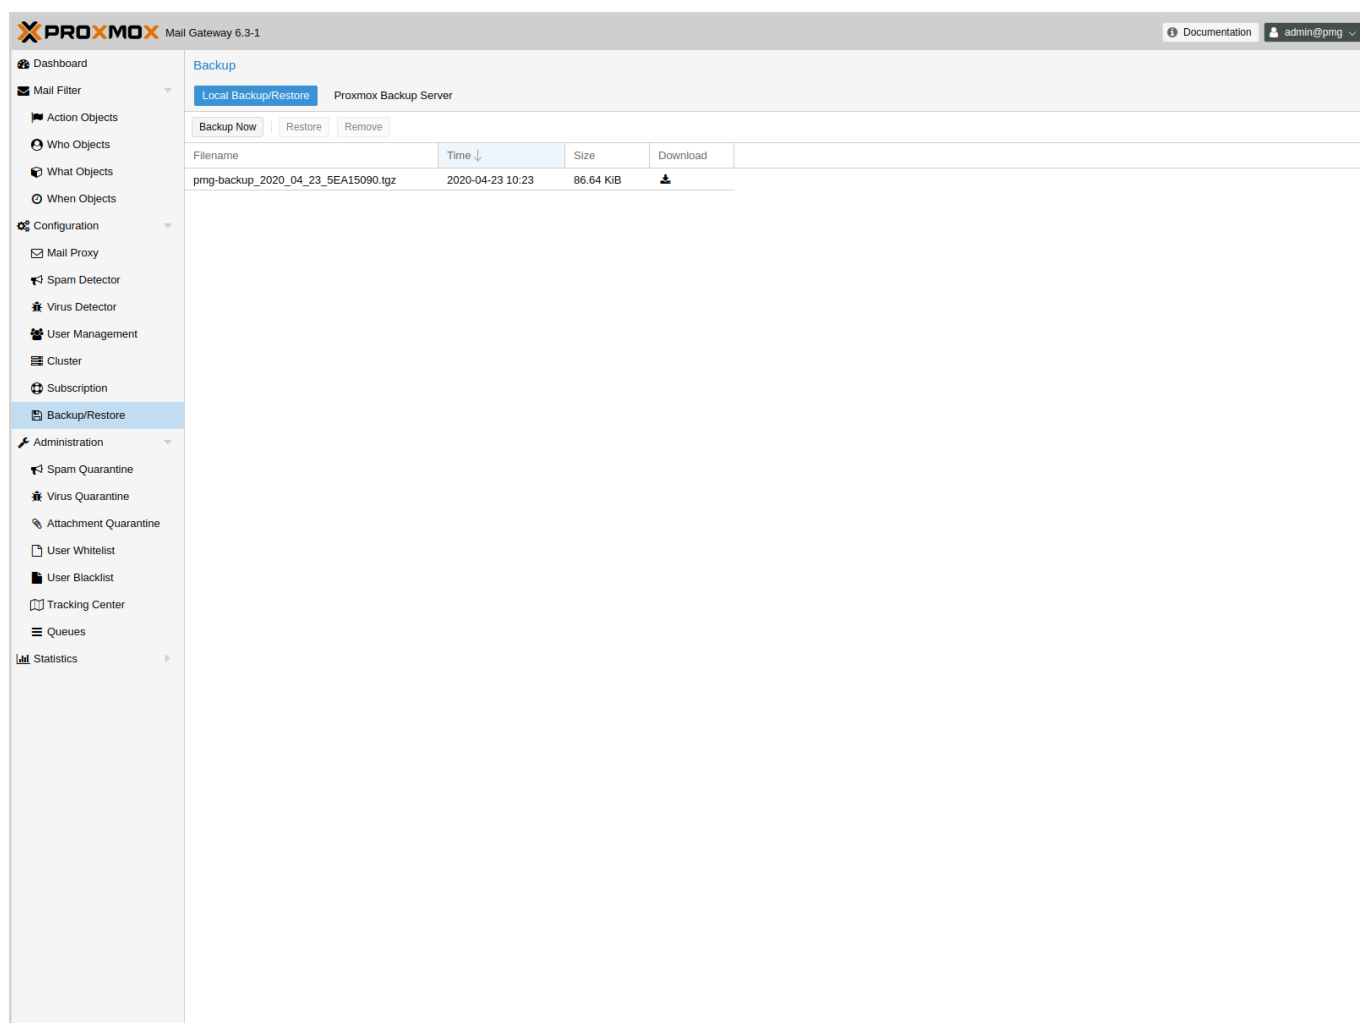 PROXMOX Mail Gateway 6.3-1 Documentation admin@pmg
Dashboard
Mail Filter
Action Objects
Who Objects
What Objects
When Objects
Configuration
Mail Proxy
Spam Detector
Virus Detector
User Management
Cluster
Subscription
Backup/Restore
Administration
Spam Quarantine
Virus Quarantine
Attachment Quarantine
User Whitelist
User Blacklist
Tracking Center
Queues
Statistics
Backup
Local Backup/Restore Proxmox Backup Server
Backup Now Restore Remove
Filename Time Size Download
pmg-backup_2020_04_23_5EA15090.tgz 2020-04-23 10:23 86.64 KiB